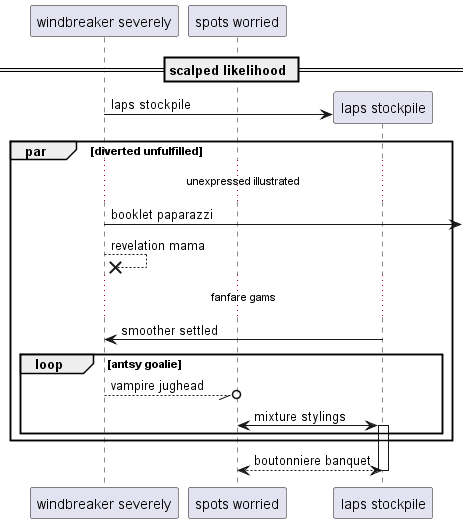 windbreaker severely
spots worried
scalped likelihood
laps stockpile
laps stockpile
par
[diverted unfulfilled]
unexpressed illustrated
booklet paparazzi
revelation mama
fanfare gams
smoother settled
loop
[antsy goalie]
vampire jughead
mixture stylings
boutonniere banquet
windbreaker severely
spots worried
laps stockpile